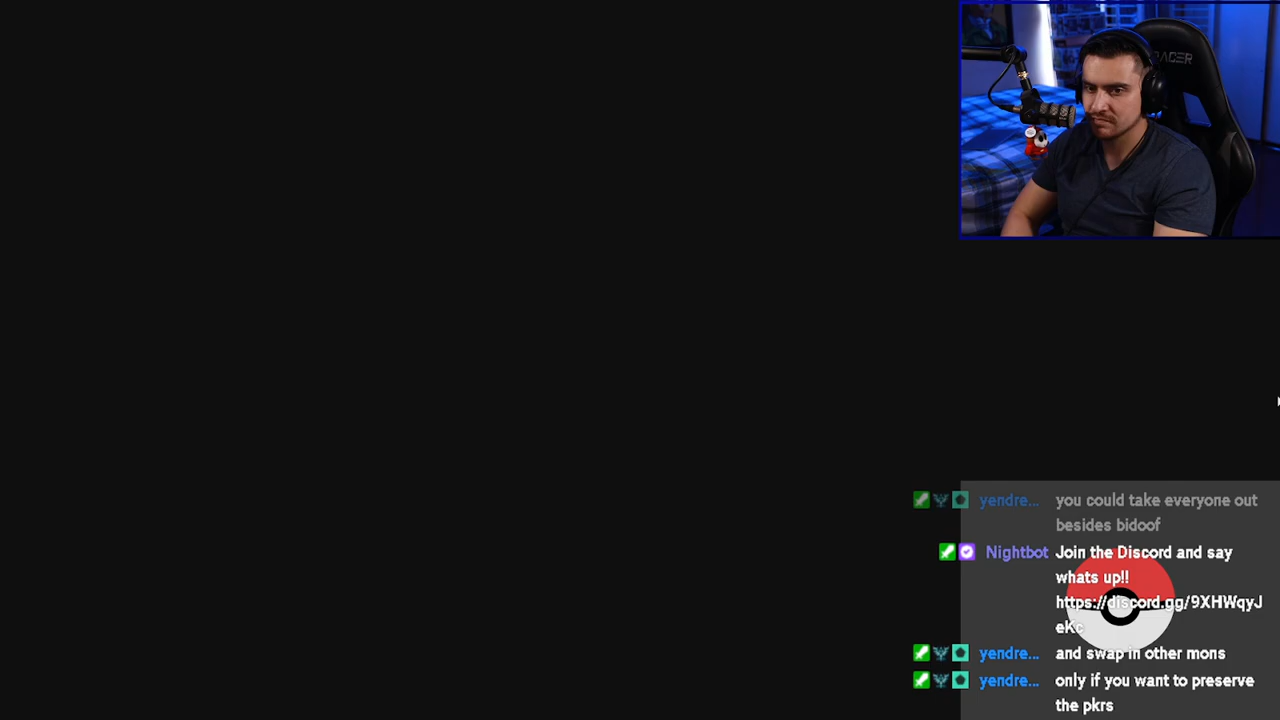 yendre... you could take everyone out
besides bidoof
Nightbot Join the Discord and say
whats up!!
https://discord.gg/9XHWqyJ
eKc
yendre... and swap in other mons
yendre... only if you want to preserve
the pkrs